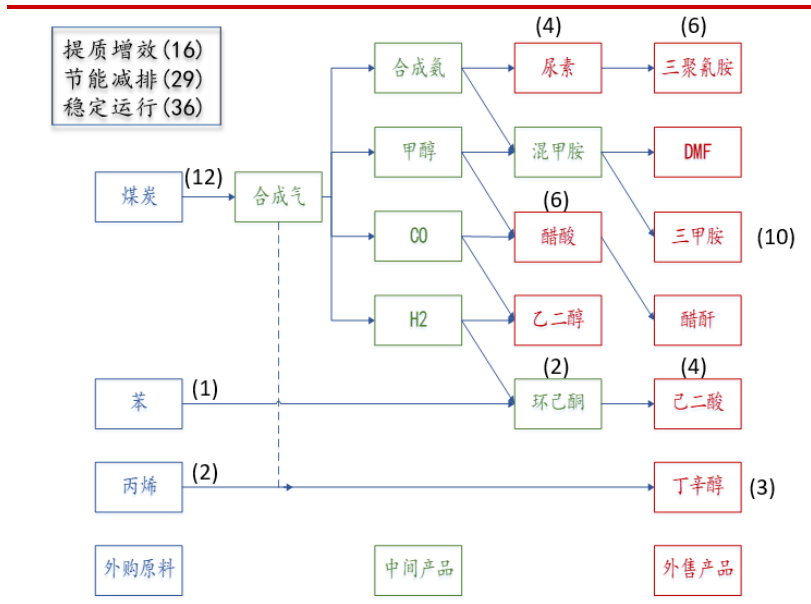 提质增效(16)
节能减排(29)
稳定运行(36)
(4)
(6)
合成氨
尿素
三聚氰胺
甲醇
混甲胺
DMF
煤炭
(12)
合成气
(6)
CO
醋酸
三甲胺
(10)
H2
乙二醇
醋酐
(2)
(4)
苯
(1)
环己酮
己二酸
丙烯
(2)
丁辛醇
(3)
外购原料
中间产品
外售产品